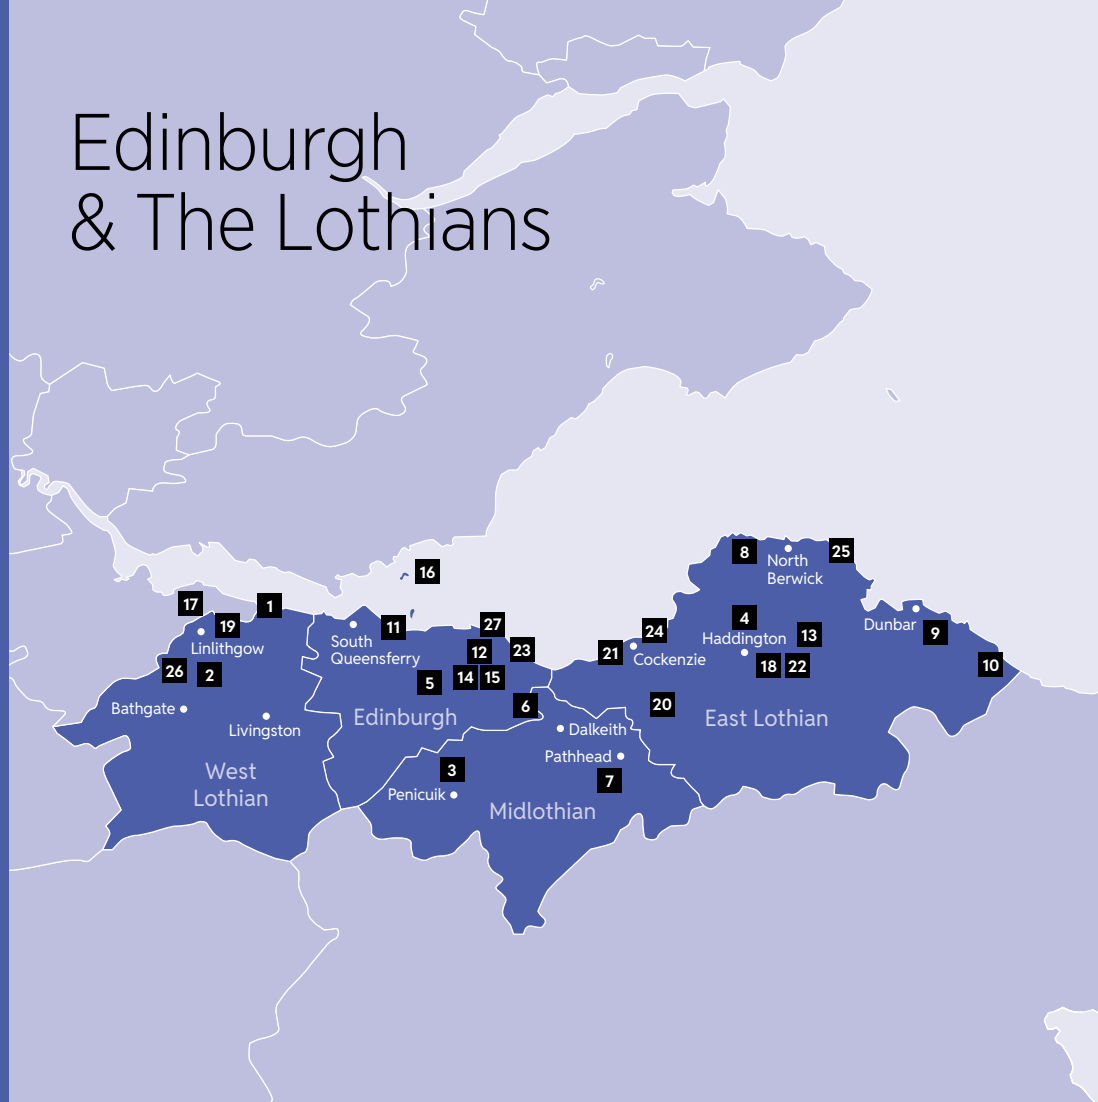 Edinburgh
& The Lothians
16
8
25
North
Berwick
17
1
19
Linlithgow
11
South
Queensferry
27
12
23
24
21
Cockenzie
4
Haddington
13
18
22
Dunbar
9
10
26
2
5
14
15
6
20
Bathgate
Livingston
Edinburgh
East Lothian
Dalkeith
Pathhead
7
West
Lothian
3
Penicuik
Midlothian